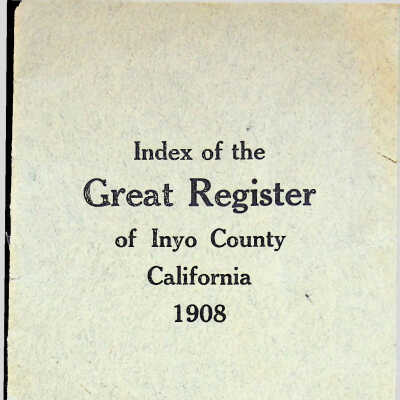 Index of the
Great Register
of Inyo County
California
1908